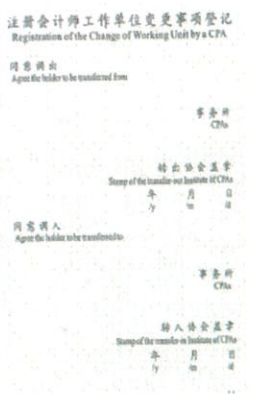 注册会计师工作单位变更事项登记
Registration of the Change of Working Unit by a CPA
同意调出
Agree the holder to be transferred from
事务所
CPAs
转出协会盖章
Stamp of the transfer-out Institute of CPAs
年 月 日
/y /m /d
同意调入
Agree the holder to be transferred to
事务所
CPAs
转入协会盖章
Stamp of the transfer-in Institute of CPAs
年 月 日
/y /m /d